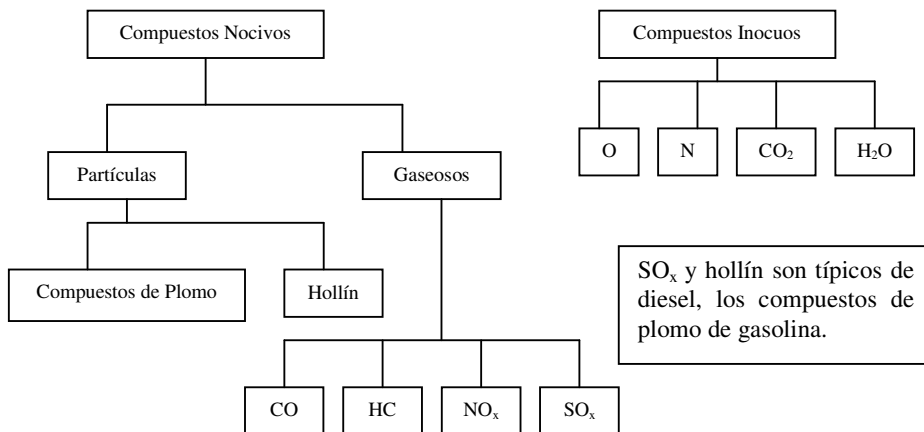 Compuestos Nocivos
Compuestos Inocuos
O
N
CO₂
H₂O
Partículas
Gaseosos
Compuestos de Plomo
Hollín
SOₓ y hollín son típicos de
diesel, los compuestos de
plomo de gasolina.
CO
HC
NOₓ
SOₓ